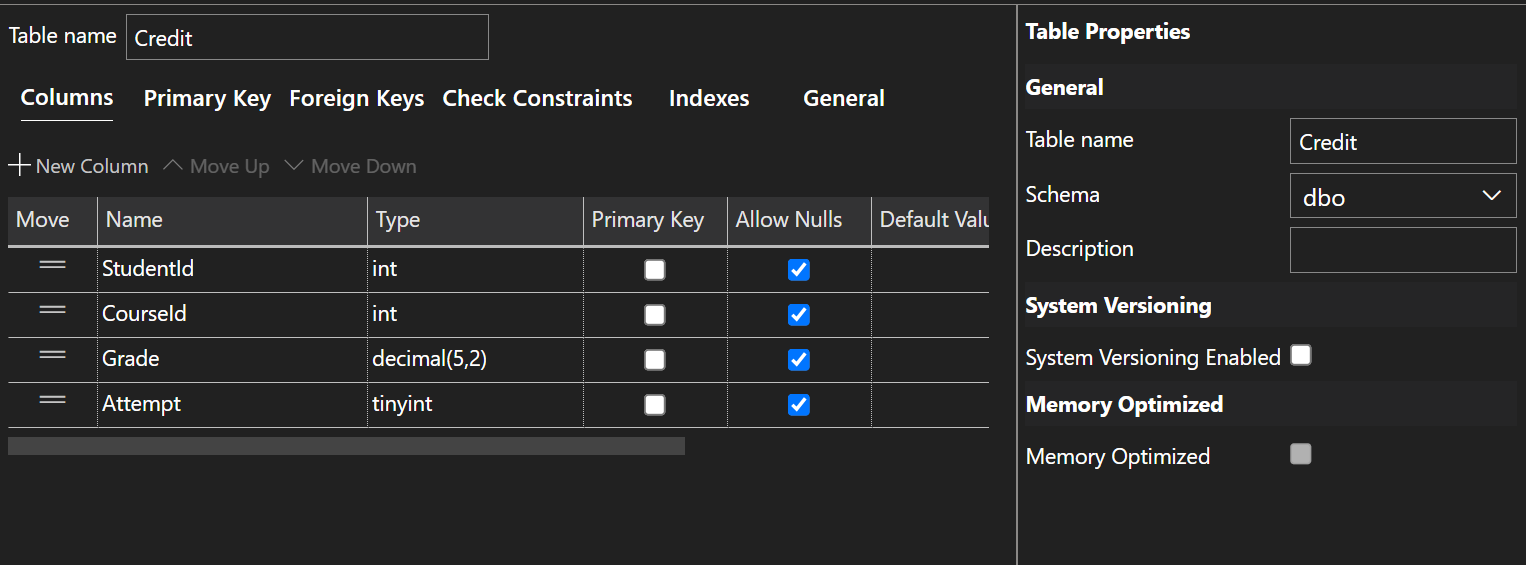 Table name Credit
Columns Primary Key Foreign Keys Check Constraints Indexes General
New Column Move Up Move Down
Move Name Type Primary Key Allow Nulls Default Valu
StudentId int
CourseId int
Grade decimal(5,2)
Attempt tinyint
Table Properties
General
Table name Credit
Schema dbo
Description
System Versioning
System Versioning Enabled
Memory Optimized
Memory Optimized